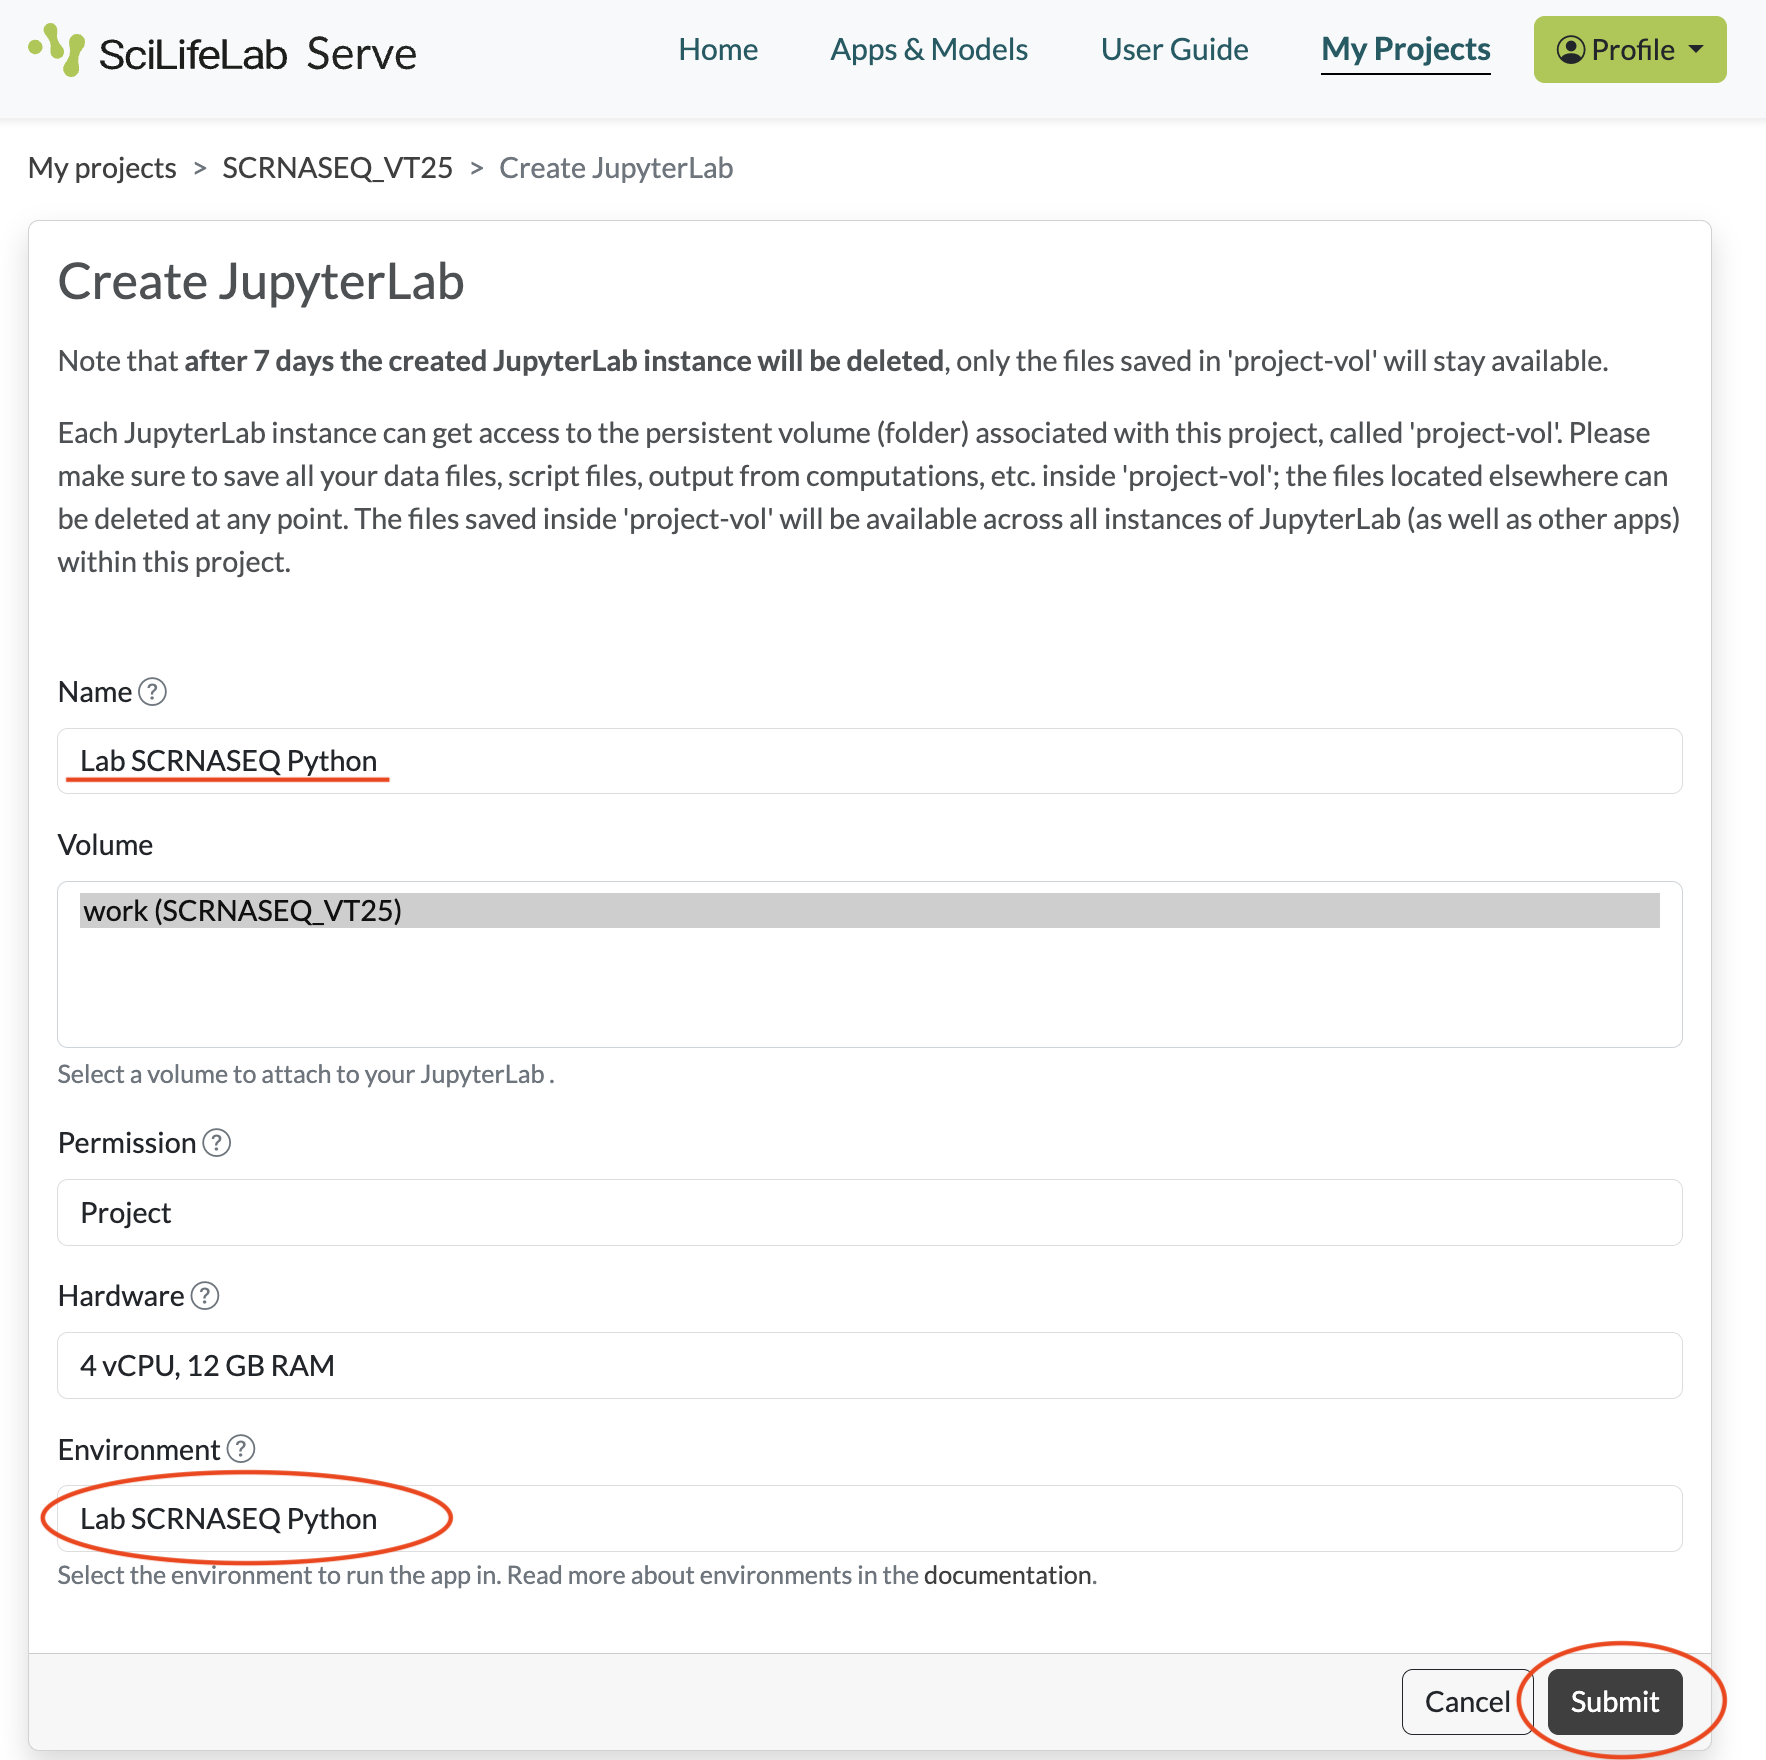 SciLifeLab Serve
Home Apps & Models User Guide My Projects Profile
My projects > SCRNASEQ_VT25 > Create JupyterLab
Create JupyterLab
Note that after 7 days the created JupyterLab instance will be deleted, only the files saved in 'project-vol' will stay available.
Each JupyterLab instance can get access to the persistent volume (folder) associated with this project, called 'project-vol'. Please
make sure to save all your data files, script files, output from computations, etc. inside 'project-vol'; the files located elsewhere can
be deleted at any point. The files saved inside 'project-vol' will be available across all instances of JupyterLab (as well as other apps)
within this project.
Name ?
Lab SCRNASEQ Python
Volume
work (SCRNASEQ_VT25)
Select a volume to attach to your JupyterLab .
Permission ?
Project
Hardware ?
4 vCPU, 12 GB RAM
Environment ?
Lab SCRNASEQ Python
Select the environment to run the app in. Read more about environments in the documentation.
Cancel Submit